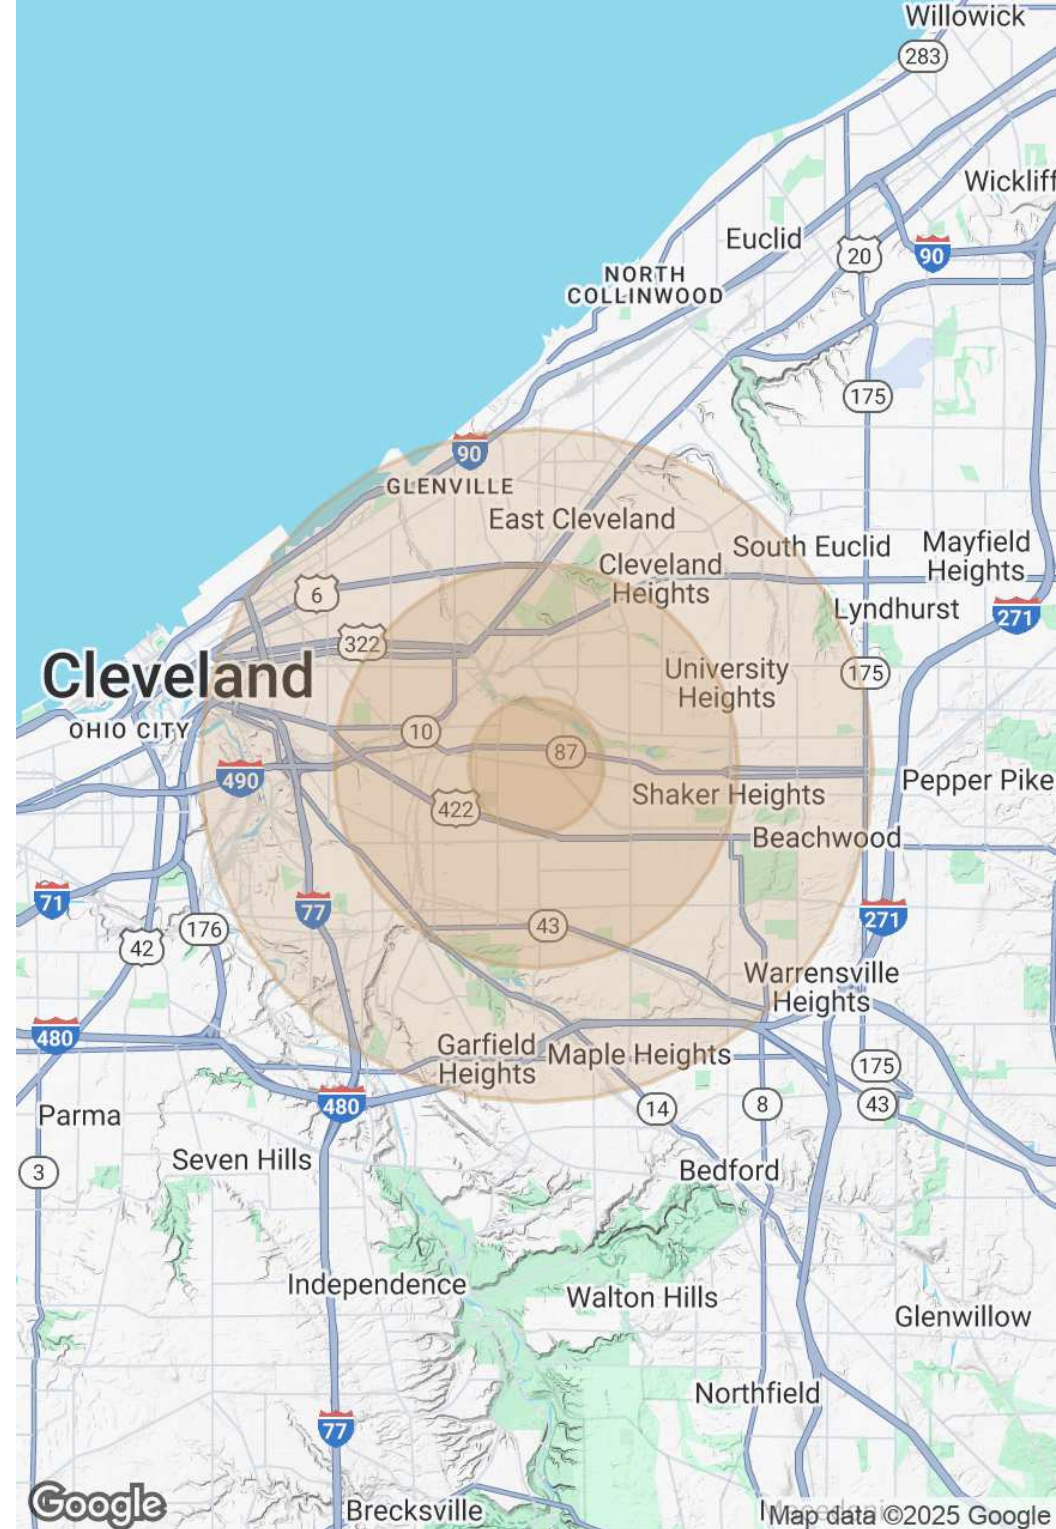 Willowick
283
Wickliff
Euclid
20
90
NORTH
COLLINWOOD
175
90
GLENVILLE
East Cleveland
South Euclid
Mayfield
Heights
Cleveland
Heights
6
Lyndhurst
271
322
Cleveland
University
Heights
175
OHIO CITY
10
87
490
Shaker Heights
Pepper Pike
422
Beachwood
71
77
271
176
43
42
Warrensville
Heights
480
Garfield
Heights
Maple Heights
175
480
14
8
43
Parma
Seven Hills
3
Bedford
Independence
Walton Hills
Glenwillow
Northfield
77
Google
Brecksville
Map data ©2025 Google